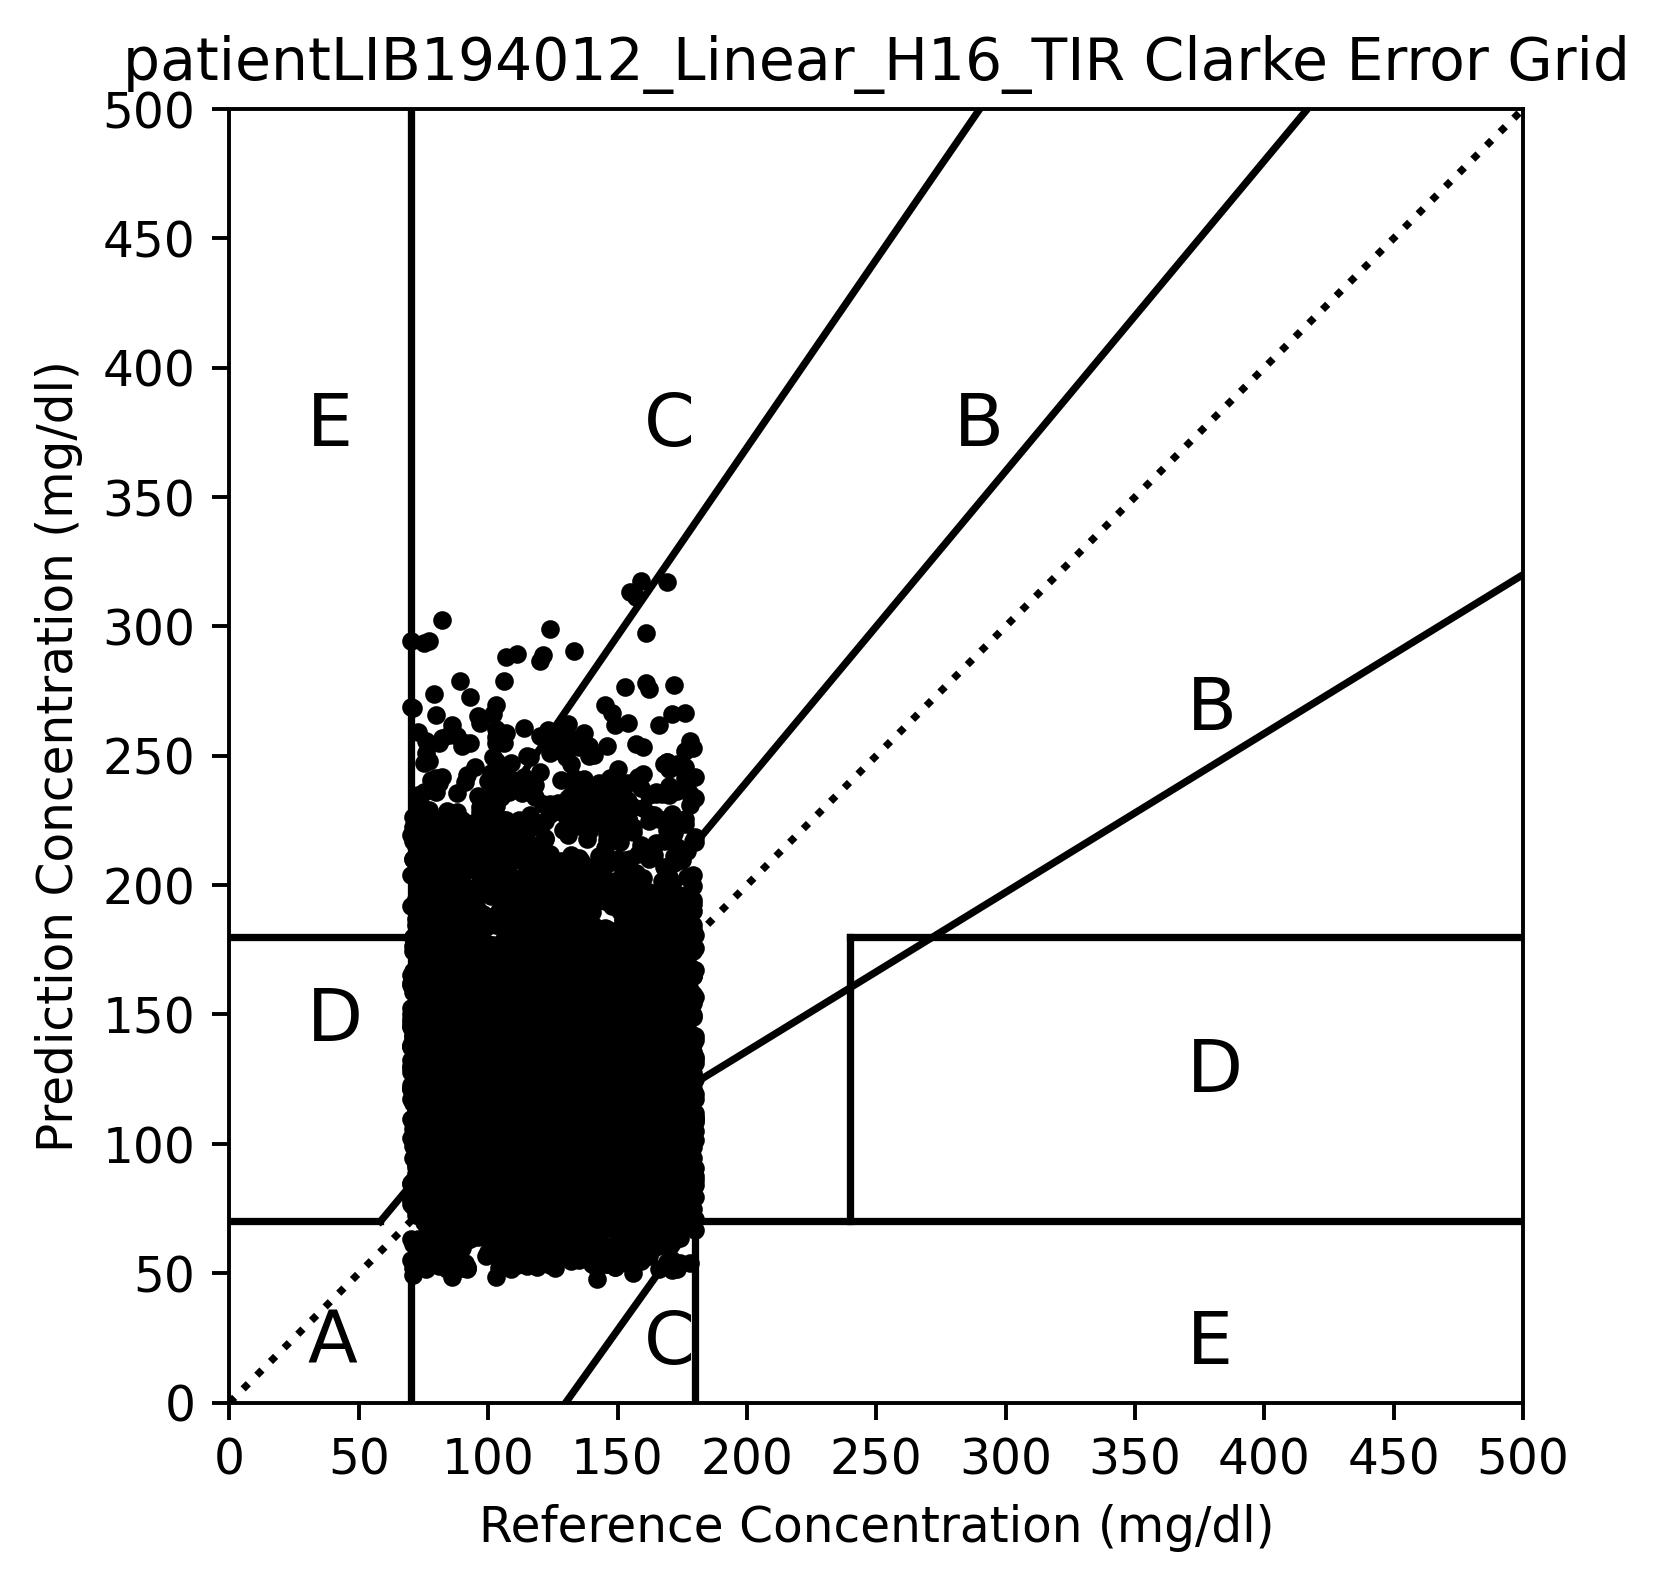 patientLIB194012_Linear_H16_TIR Clarke Error Grid
500
450
400
350
300
250
200
150
100
50
0
Prediction Concentration (mg/dl)
E
C
B
B
D
D
A
C
E
0 50 100 150 200 250 300 350 400 450 500
Reference Concentration (mg/dl)